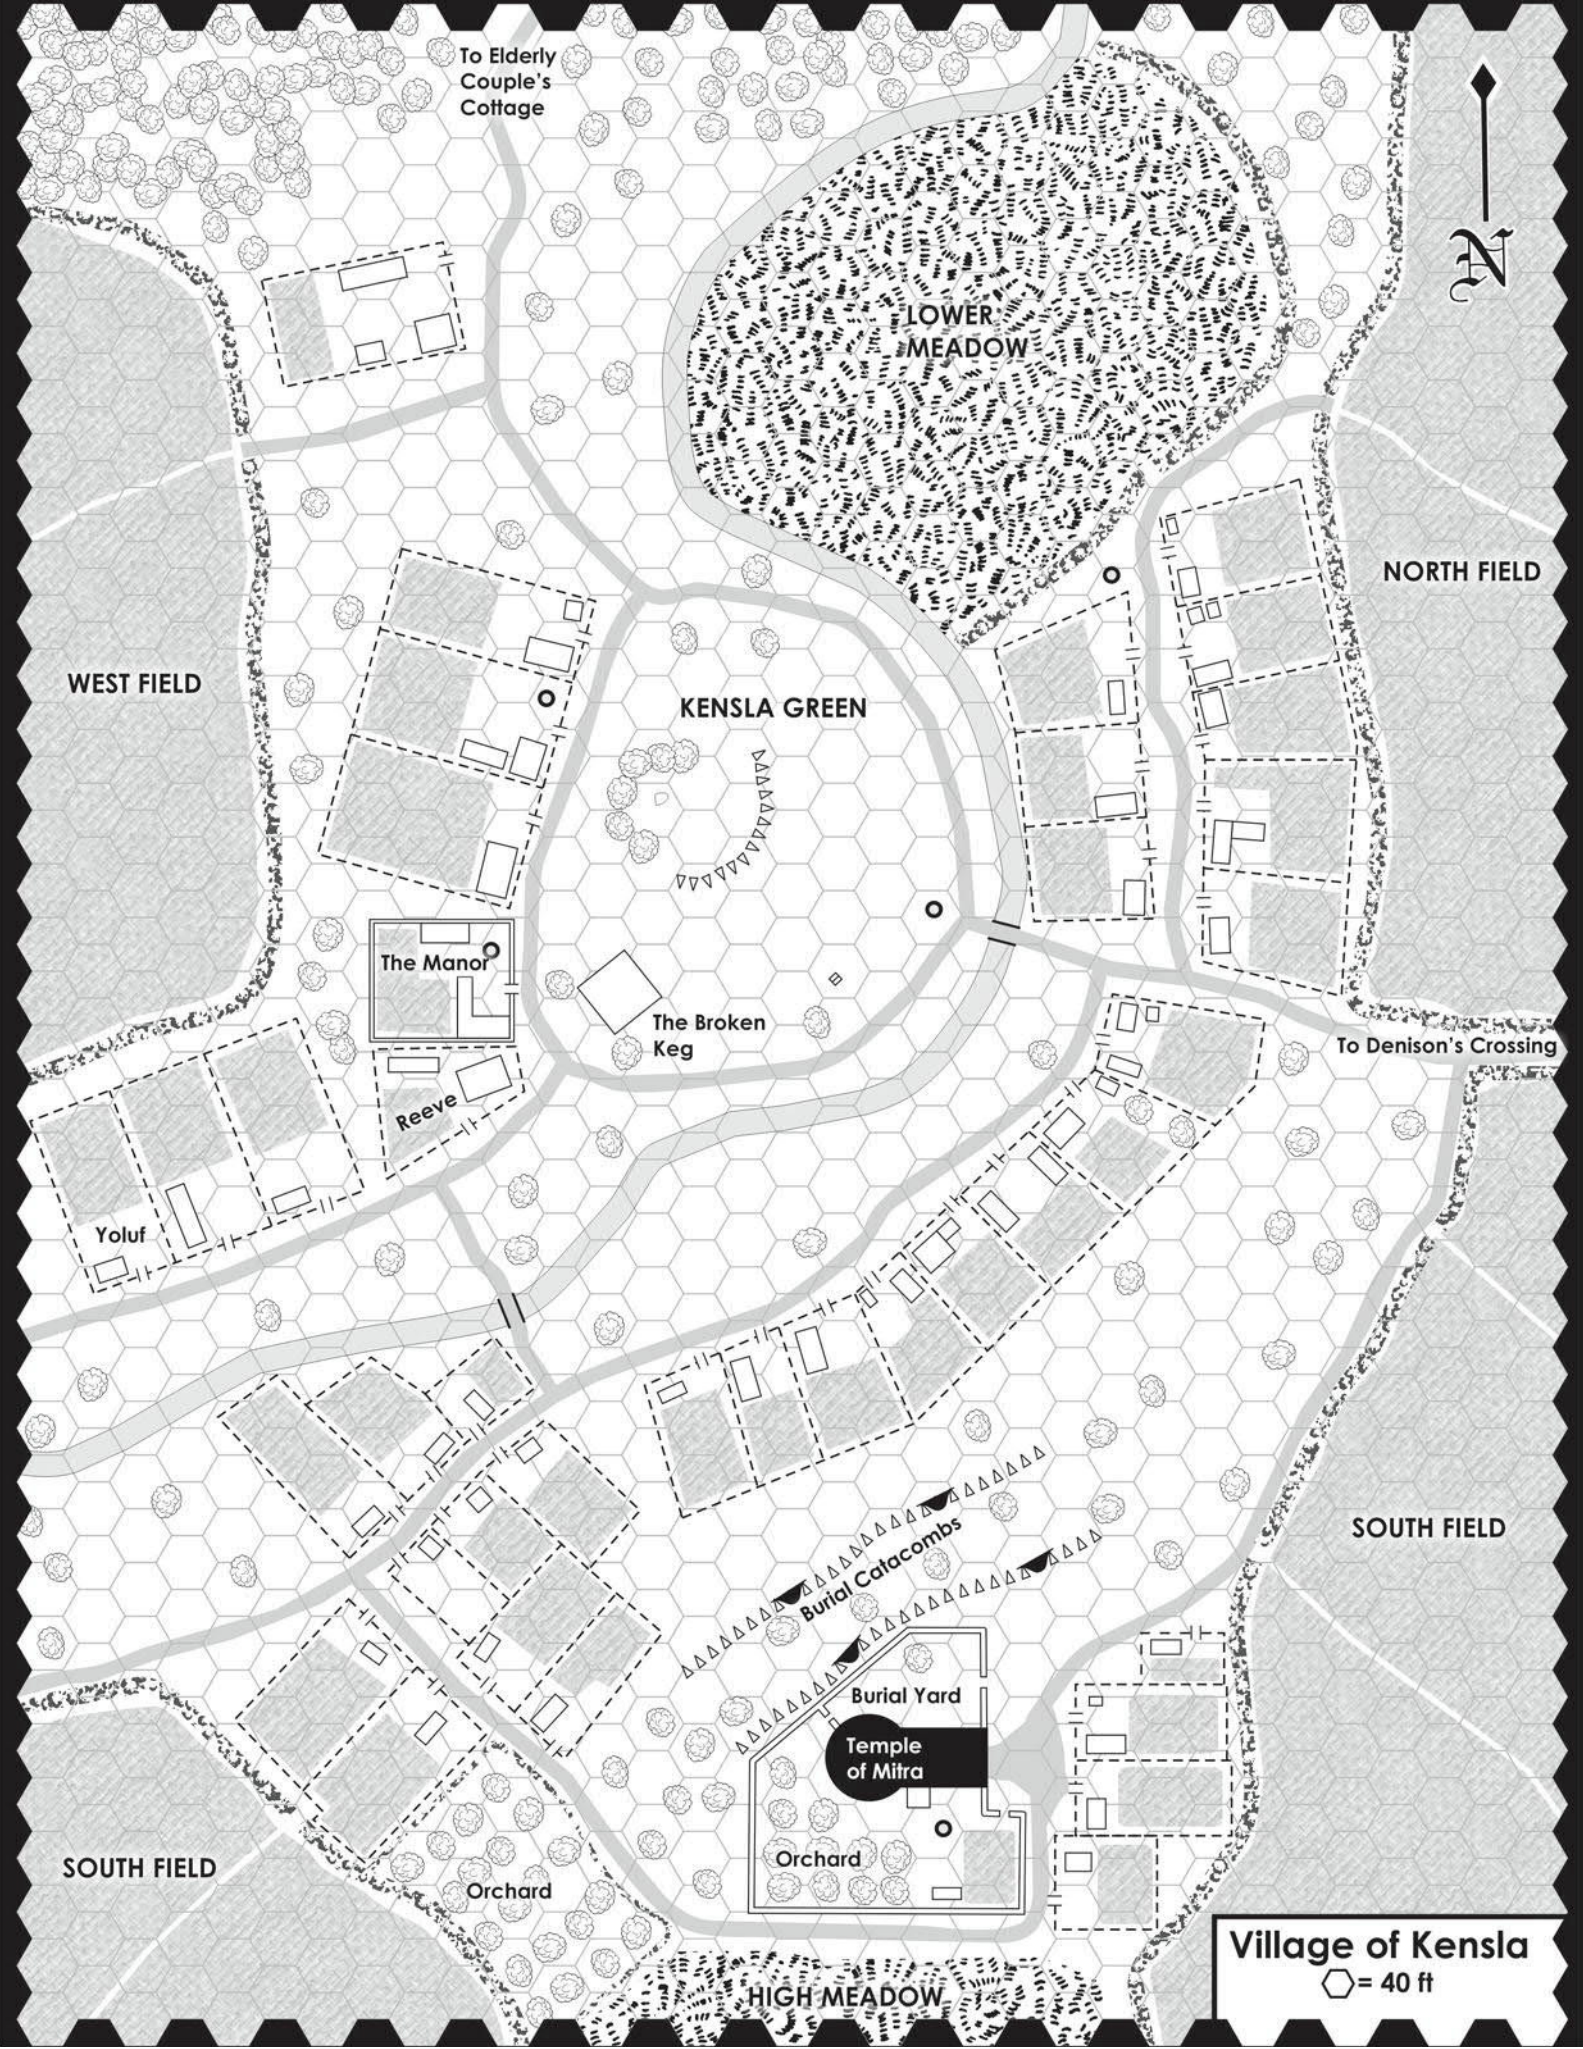 To Elderly
Couple's
Cottage
N
LOWER
MEADOW
NORTH FIELD
WEST FIELD
KENSLA GREEN
The Manor
The Broken
Keg
To Denison's Crossing
Reeve
Yoluf
SOUTH FIELD
Burial Catacombs
Burial Yard
Temple
of Mitra
Orchard
SOUTH FIELD
Orchard
HIGH MEADOW
Village of Kensla
= 40 ft